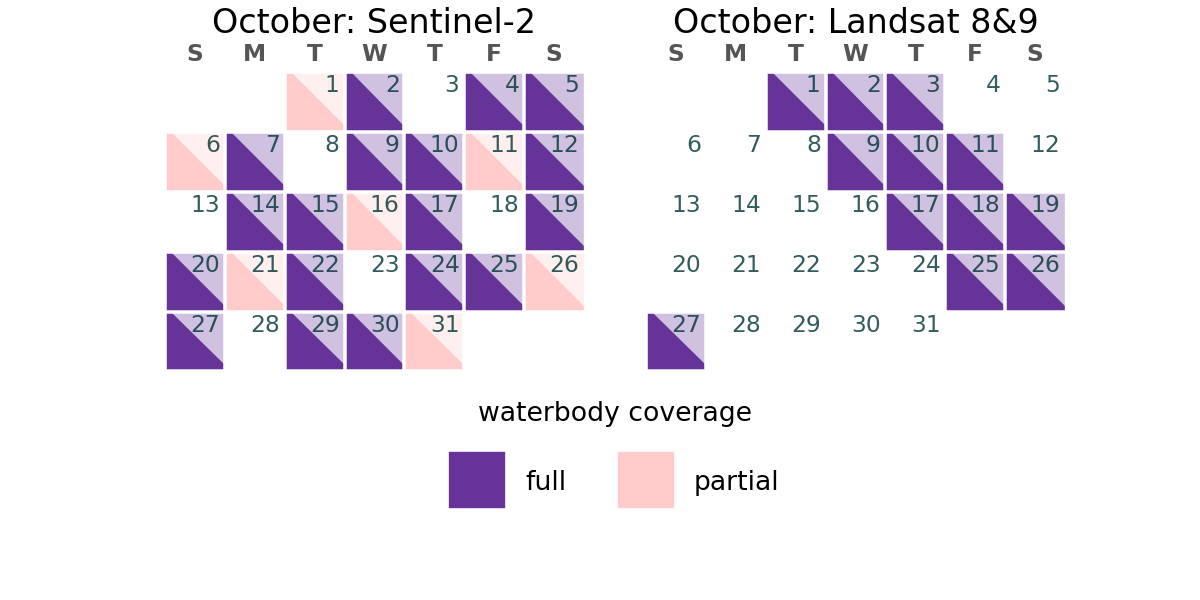 October: Sentinel-2
S M T W T F S
1 2 3 4 5
6 7 8 9 10 11 12
13 14 15 16 17 18 19
20 21 22 23 24 25 26
27 28 29 30 31
October: Landsat 8&9
S M T W T F S
1 2 3 4 5
6 7 8 9 10 11 12
13 14 15 16 17 18 19
20 21 22 23 24 25 26
27 28 29 30 31
waterbody coverage
full partial